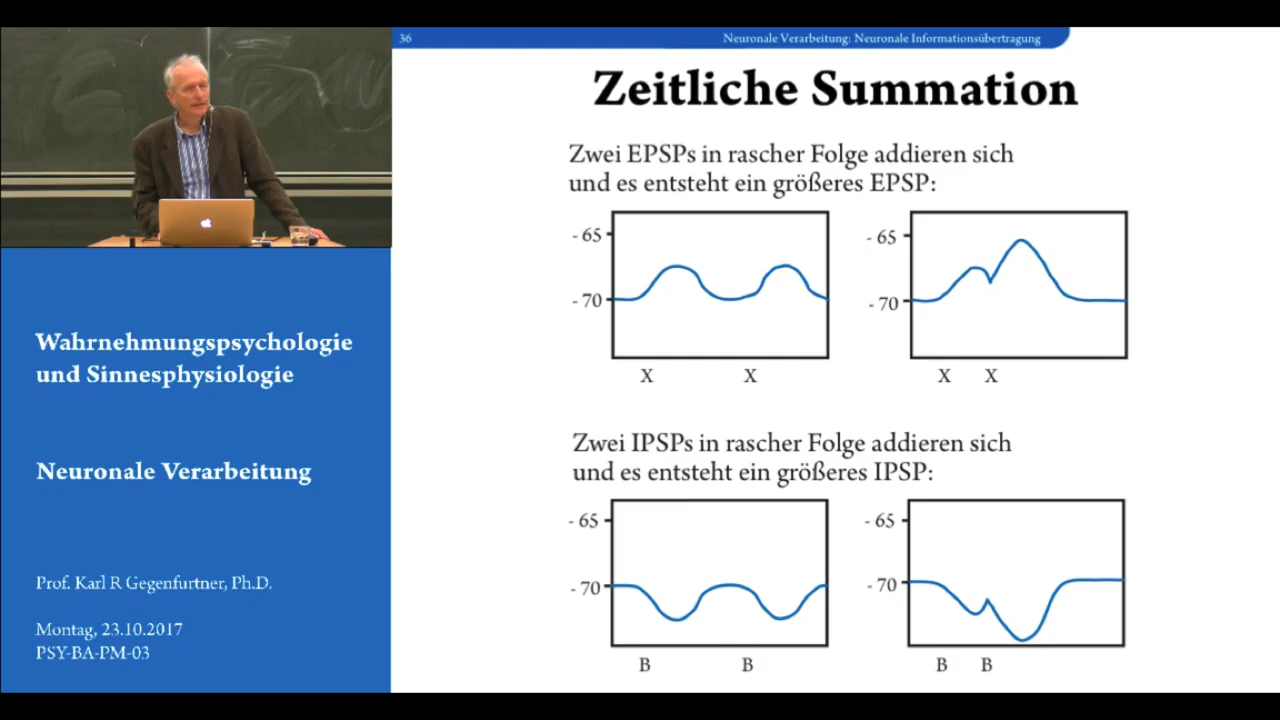 36
Neuronale Verarbeitung: Neuronale Informationsübertragung
Zeitliche Summation
Zwei EPSPs in rascher Folge addieren sich
und es entsteht ein größeres EPSP:
- 65
- 70
X X
- 65
- 70
X X
Zwei IPSPs in rascher Folge addieren sich
und es entsteht ein größeres IPSP:
- 65
- 70
B B
- 65
- 70
B B
Wahrnehmungspsychologie
und Sinnesphysiologie
Neuronale Verarbeitung
Prof. Karl R Gegenfurtner, Ph.D.
Montag, 23.10.2017
PSY-BA-PM-03